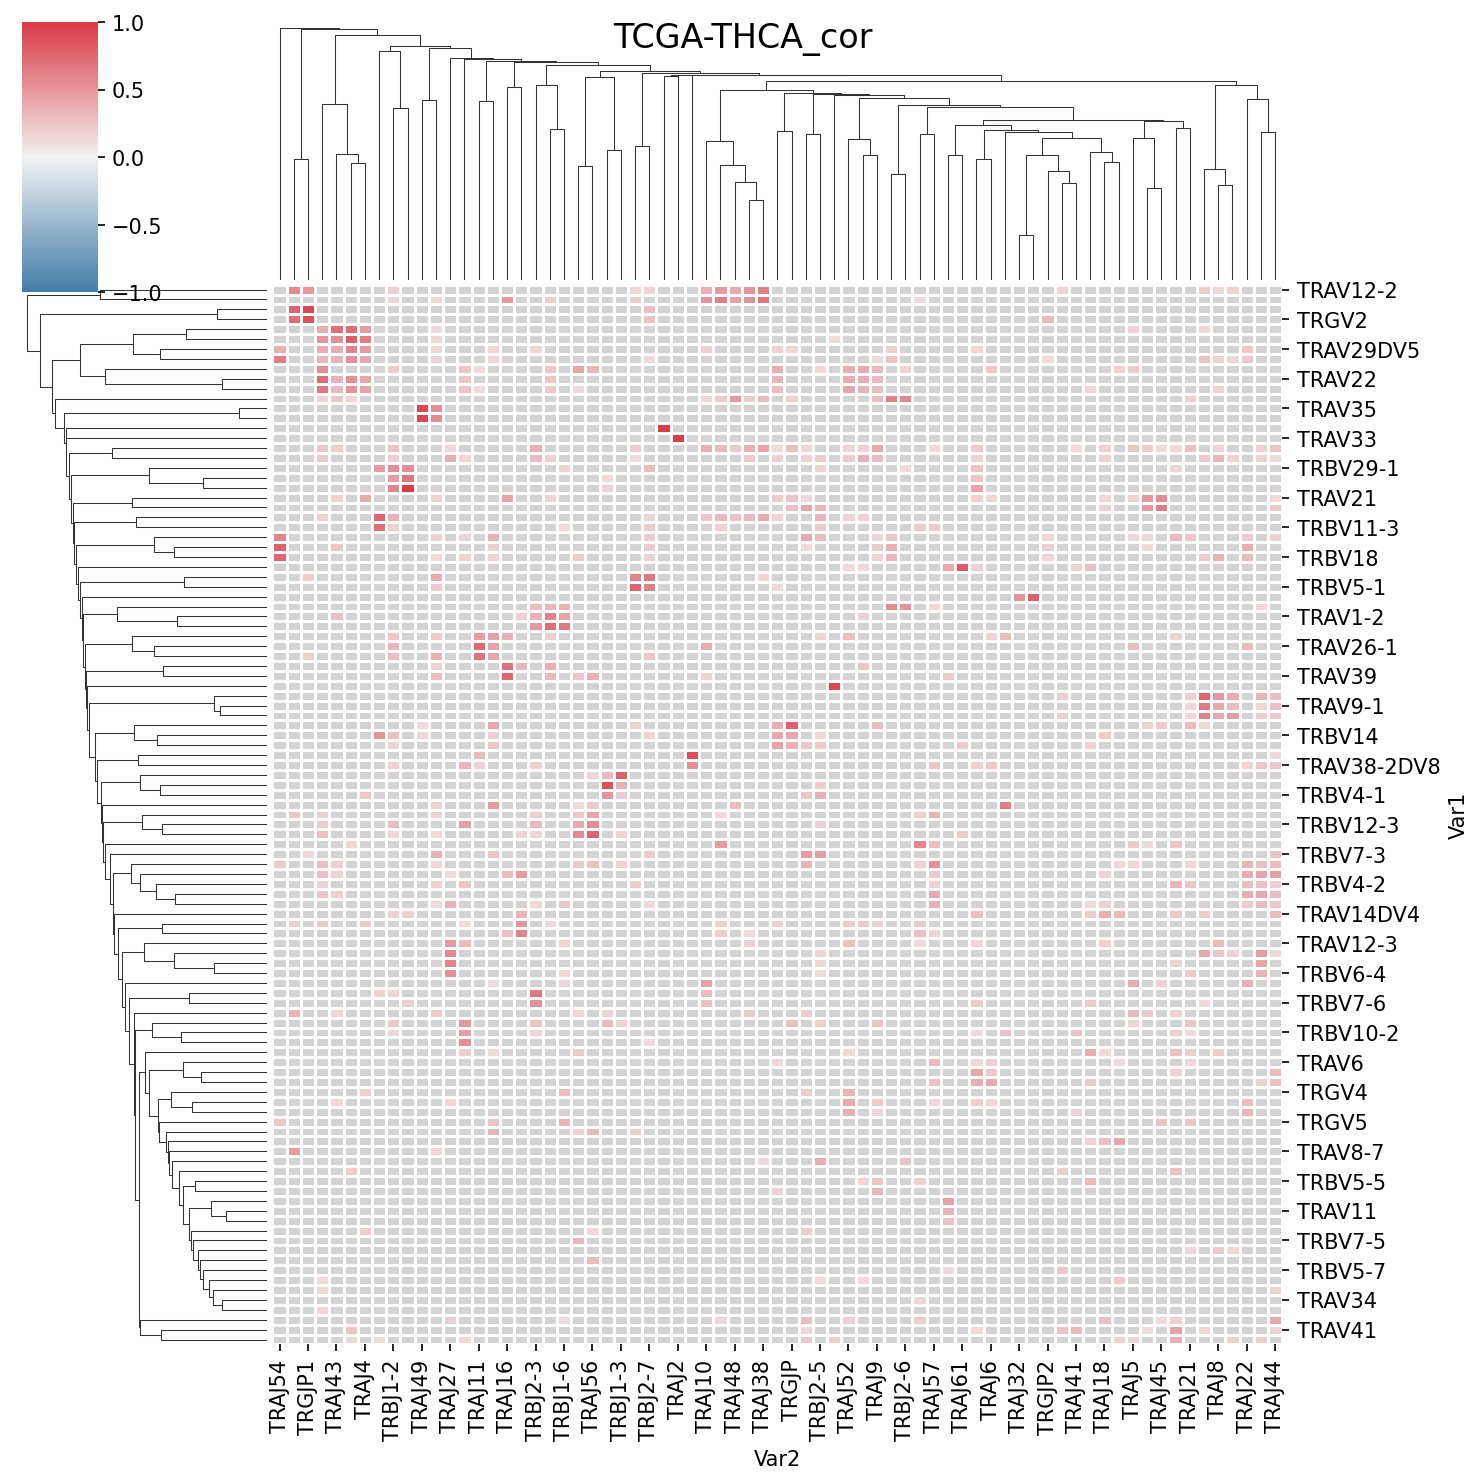 TCGA-THCA_cor
1.0
0.5
0.0
−0.5
−1.0
TRAV12-2
TRGV2
TRAV29DV5
TRAV22
TRAV35
TRAV33
TRBV29-1
TRAV21
TRBV11-3
TRBV18
TRBV5-1
TRAV1-2
TRAV26-1
TRAV39
TRAV9-1
TRBV14
TRAV38-2DV8
TRBV4-1
TRBV12-3
TRBV7-3
TRBV4-2
TRAV14DV4
TRAV12-3
TRBV6-4
TRBV7-6
TRBV10-2
TRAV6
TRGV4
TRGV5
TRAV8-7
TRBV5-5
TRAV11
TRBV7-5
TRBV5-7
TRAV34
TRAV41
Var1
TRAJ54
TRGJP1
TRAJ43
TRAJ4
TRBJ1-2
TRAJ49
TRAJ27
TRAJ11
TRAJ16
TRBJ2-3
TRBJ1-6
TRAJ56
TRBJ1-3
TRBJ2-7
TRAJ2
TRAJ10
TRAJ48
TRAJ38
TRGJP
TRBJ2-5
TRAJ52
TRAJ9
TRBJ2-6
TRAJ57
TRAJ61
TRAJ6
TRAJ32
TRGJP2
TRAJ41
TRAJ18
TRAJ5
TRAJ45
TRAJ21
TRAJ8
TRAJ22
TRAJ44
Var2